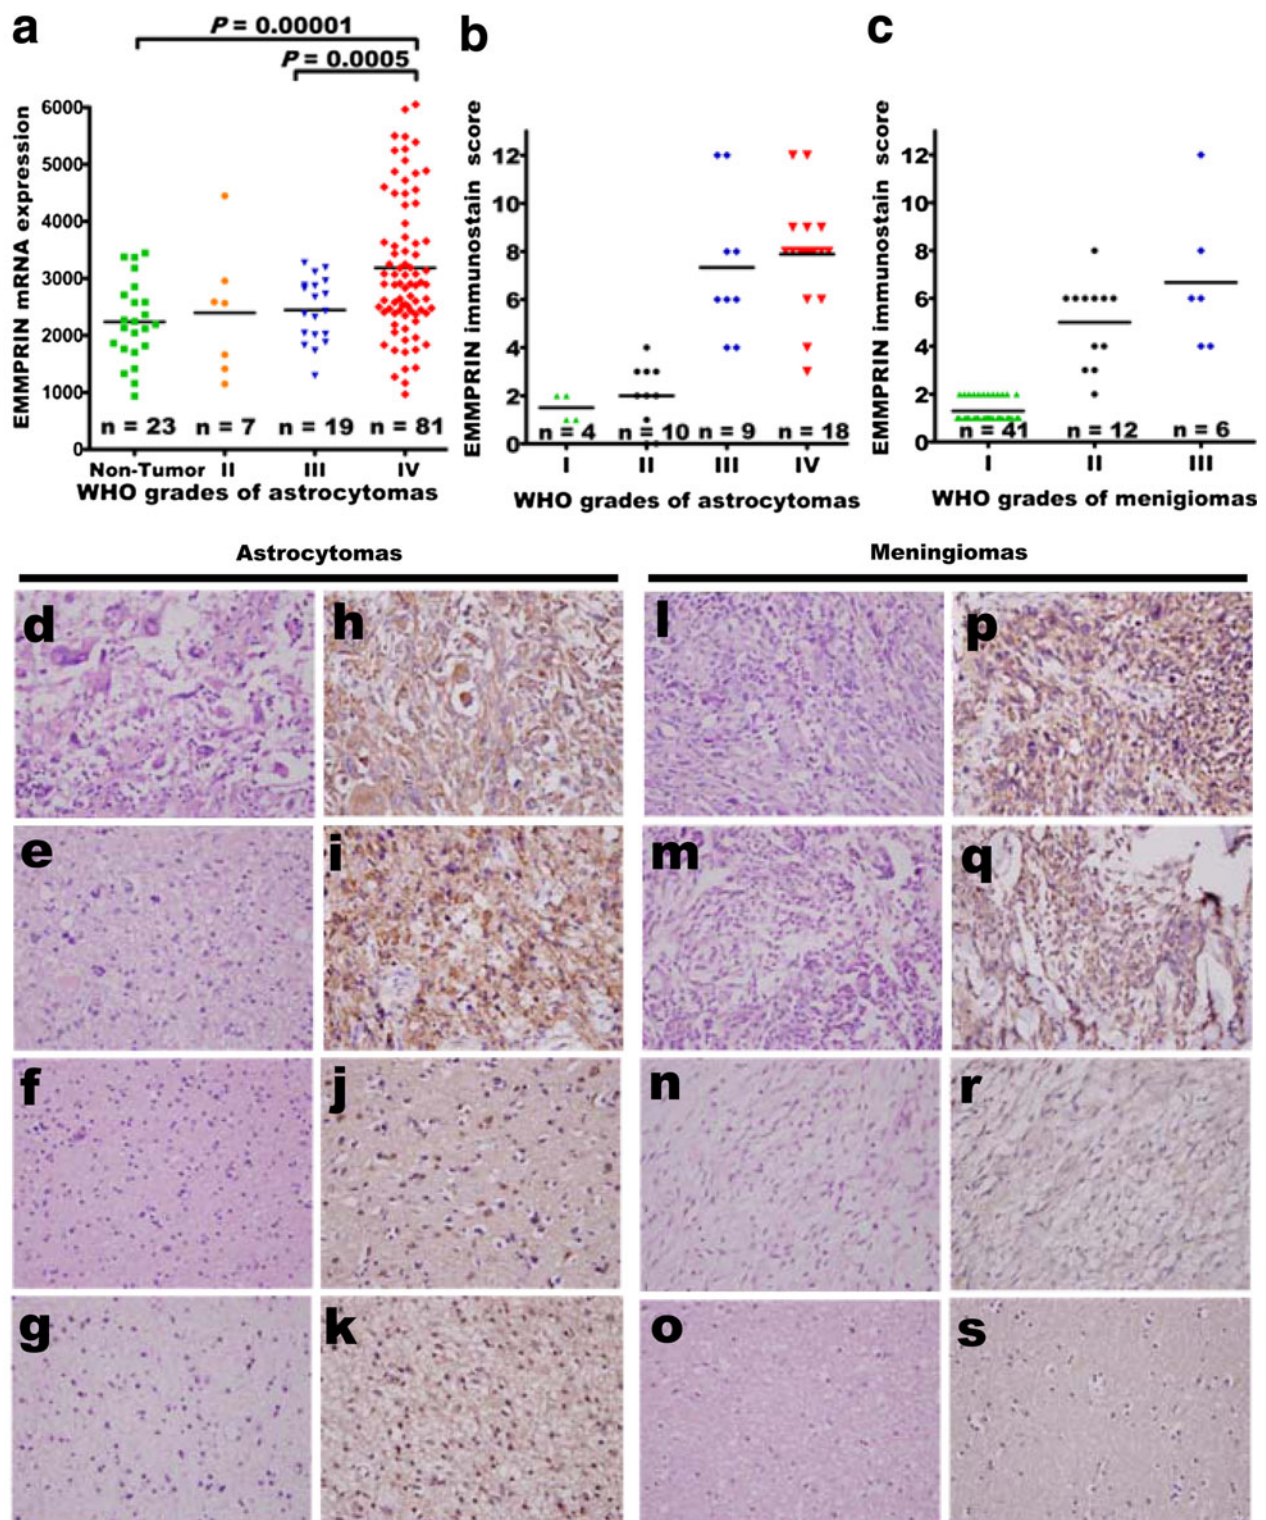 a
P = 0.00001
P = 0.0005
EMMPRIN mRNA expression
6000
5000
4000
3000
2000
1000
0
n = 23 n = 7 n = 19 n = 81
Non-Tumor II III IV
WHO grades of astrocytomas
b
EMMPRIN immunostain score
12
10
8
6
4
2
0
n = 4 n = 10 n = 9 n = 18
I II III IV
WHO grades of astrocytomas
c
EMMPRIN immunostain score
12
10
8
6
4
2
0
n = 41 n = 12 n = 6
I II III
WHO grades of menigiomas
Astrocytomas
Meningiomas
d h l p
e i m q
f j n r
g k o s